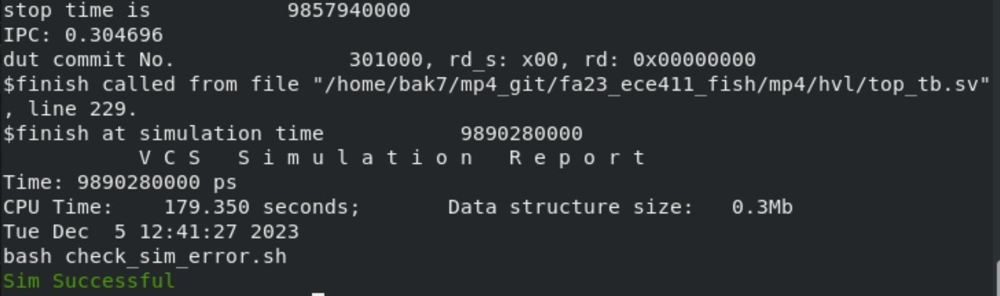 stop time is 9857940000
IPC: 0.304696
dut commit No. 301000, rd_s: x00, rd: 0x00000000
$finish called from file "/home/bak7/mp4_git/fa23_ece411_fish/mp4/hvl/top_tb.sv"
, line 229.
$finish at simulation time 9890280000
V C S   S i m u l a t i o n   R e p o r t
Time: 9890280000 ps
CPU Time: 179.350 seconds; Data structure size: 0.3Mb
Tue Dec  5 12:41:27 2023
bash check_sim_error.sh
Sim Successful